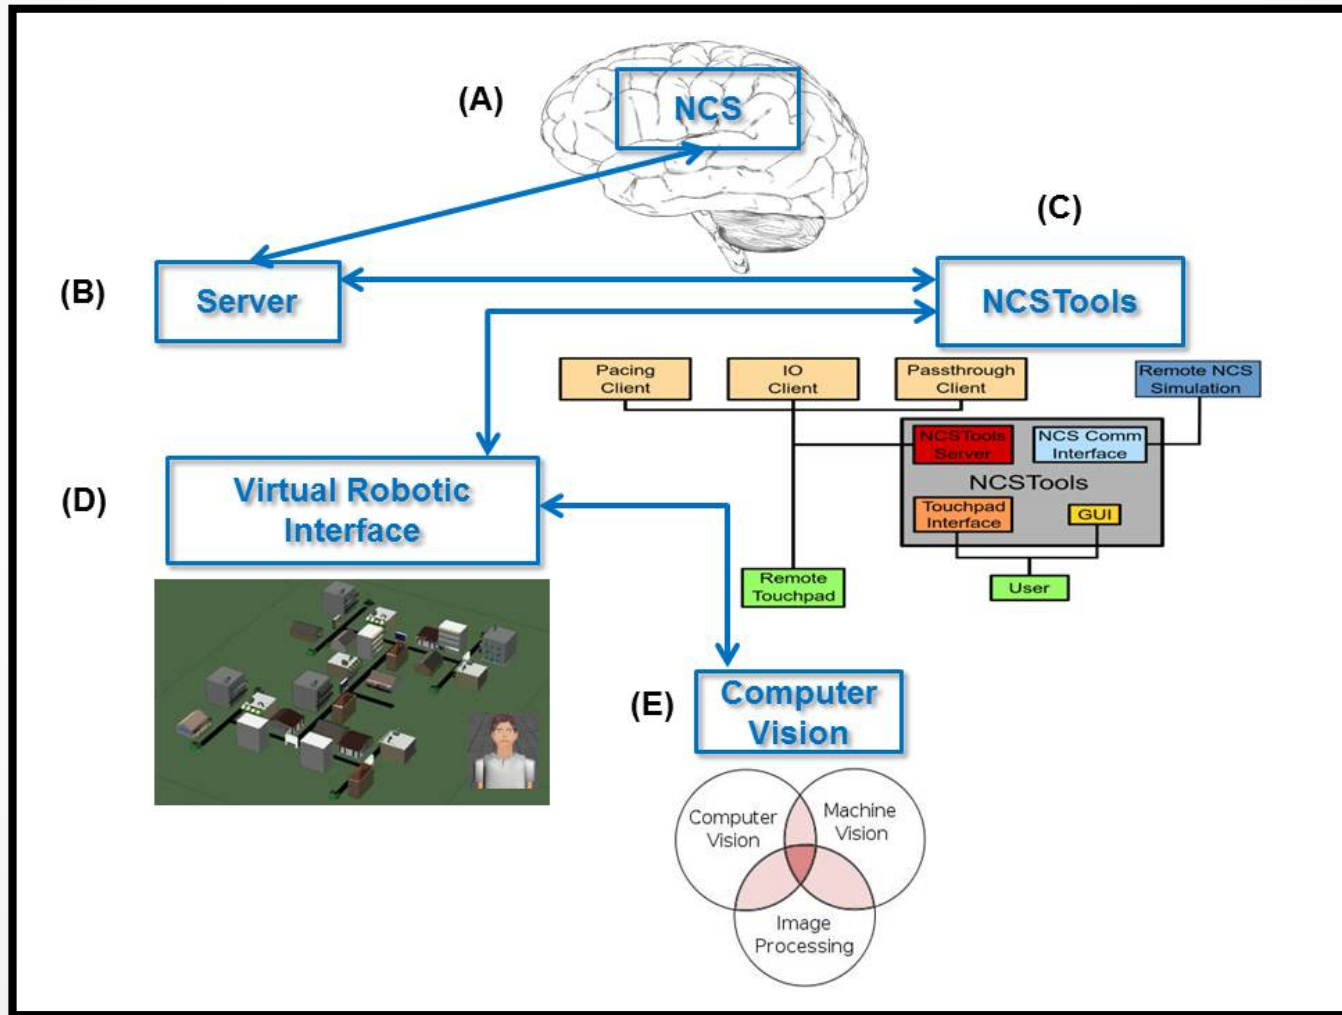 (A)
NCS
(C)
(B)
Server
NCSTools
Pacing
Client
IO
Client
Passthrough
Client
Remote NCS
Simulation
NCSTools
Server
NCS Comm
Interface
NCSTools
Touchpad
Interface
GUI
Remote
Touchpad
User
(D)
Virtual Robotic
Interface
(E)
Computer
Vision
Computer
Vision
Machine
Vision
Image
Processing